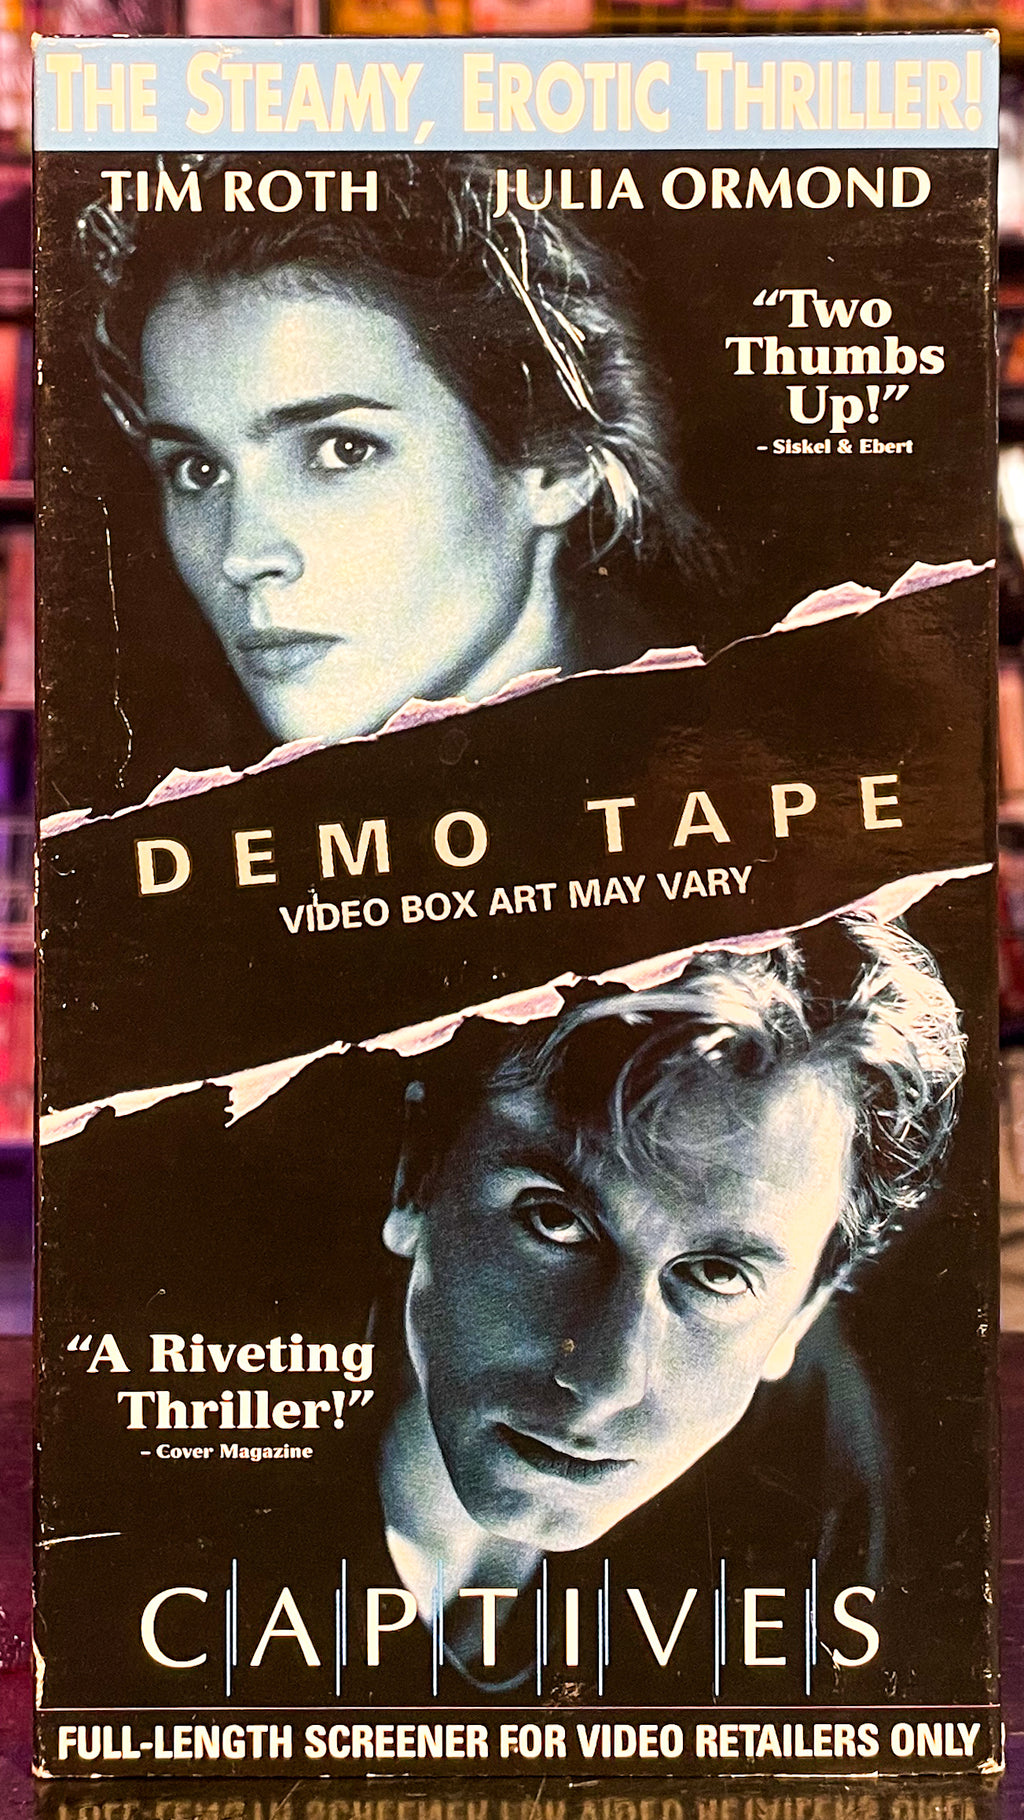 THE STEAMY, EROTIC THRILLER!
TIM ROTH JULIA ORMOND
“Two
Thumbs
Up!”
- Siskel & Ebert
DEMO TAPE
VIDEO BOX ART MAY VARY
“A Riveting
Thriller!”
- Cover Magazine
CAPTIVES
FULL-LENGTH SCREENER FOR VIDEO RETAILERS ONLY